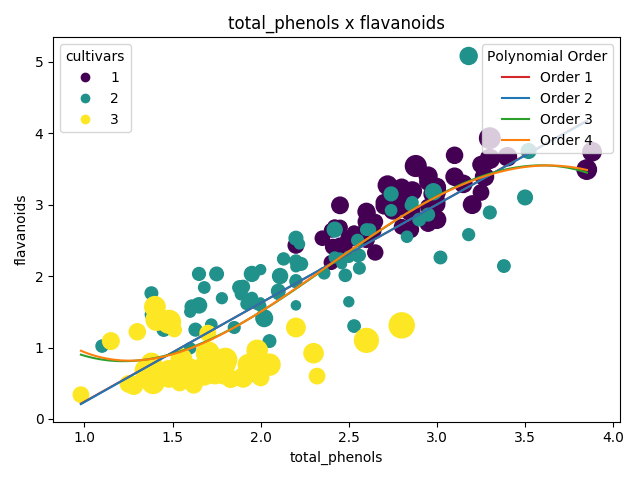 total_phenols x flavanoids
cultivars
1
2
3
Polynomial Order
Order 1
Order 2
Order 3
Order 4
flavanoids
5
4
3
2
1
0
1.0
1.5
2.0
2.5
3.0
3.5
4.0
total_phenols